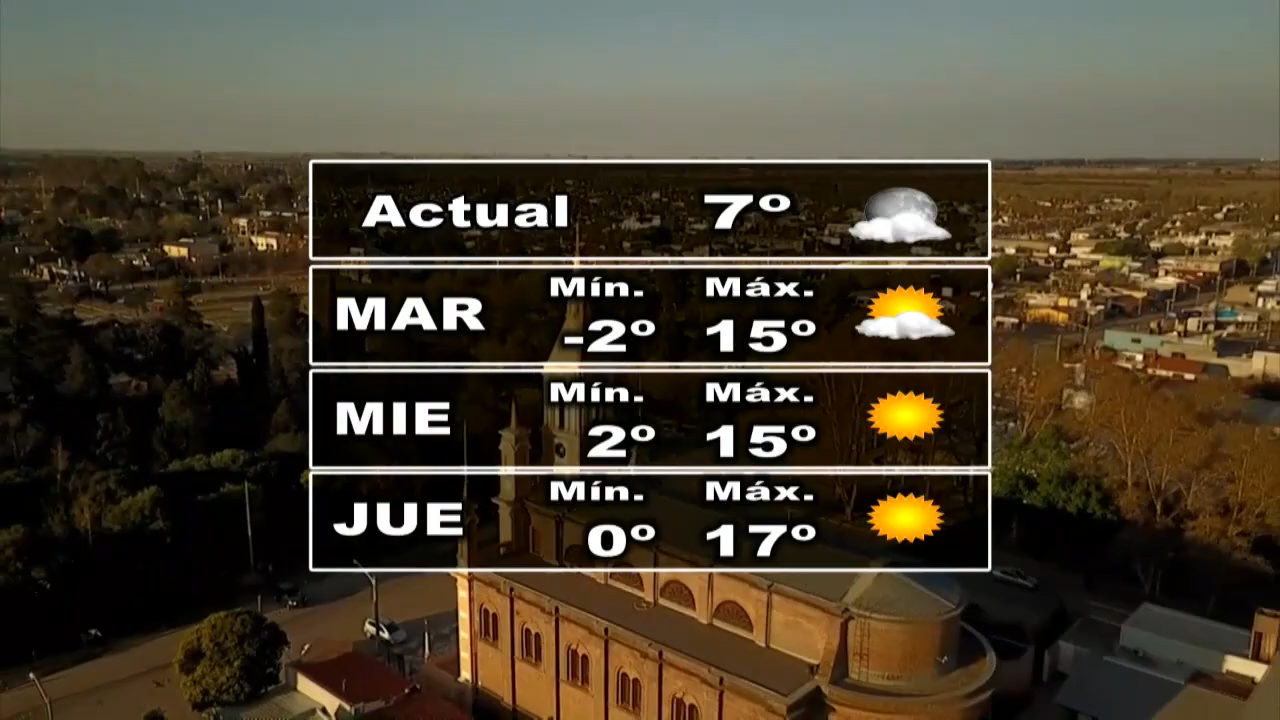 Actual 7º
Mín. Máx.
MAR -2º 15º
Mín. Máx.
MIE 2º 15º
Mín. Máx.
JUE 0º 17º